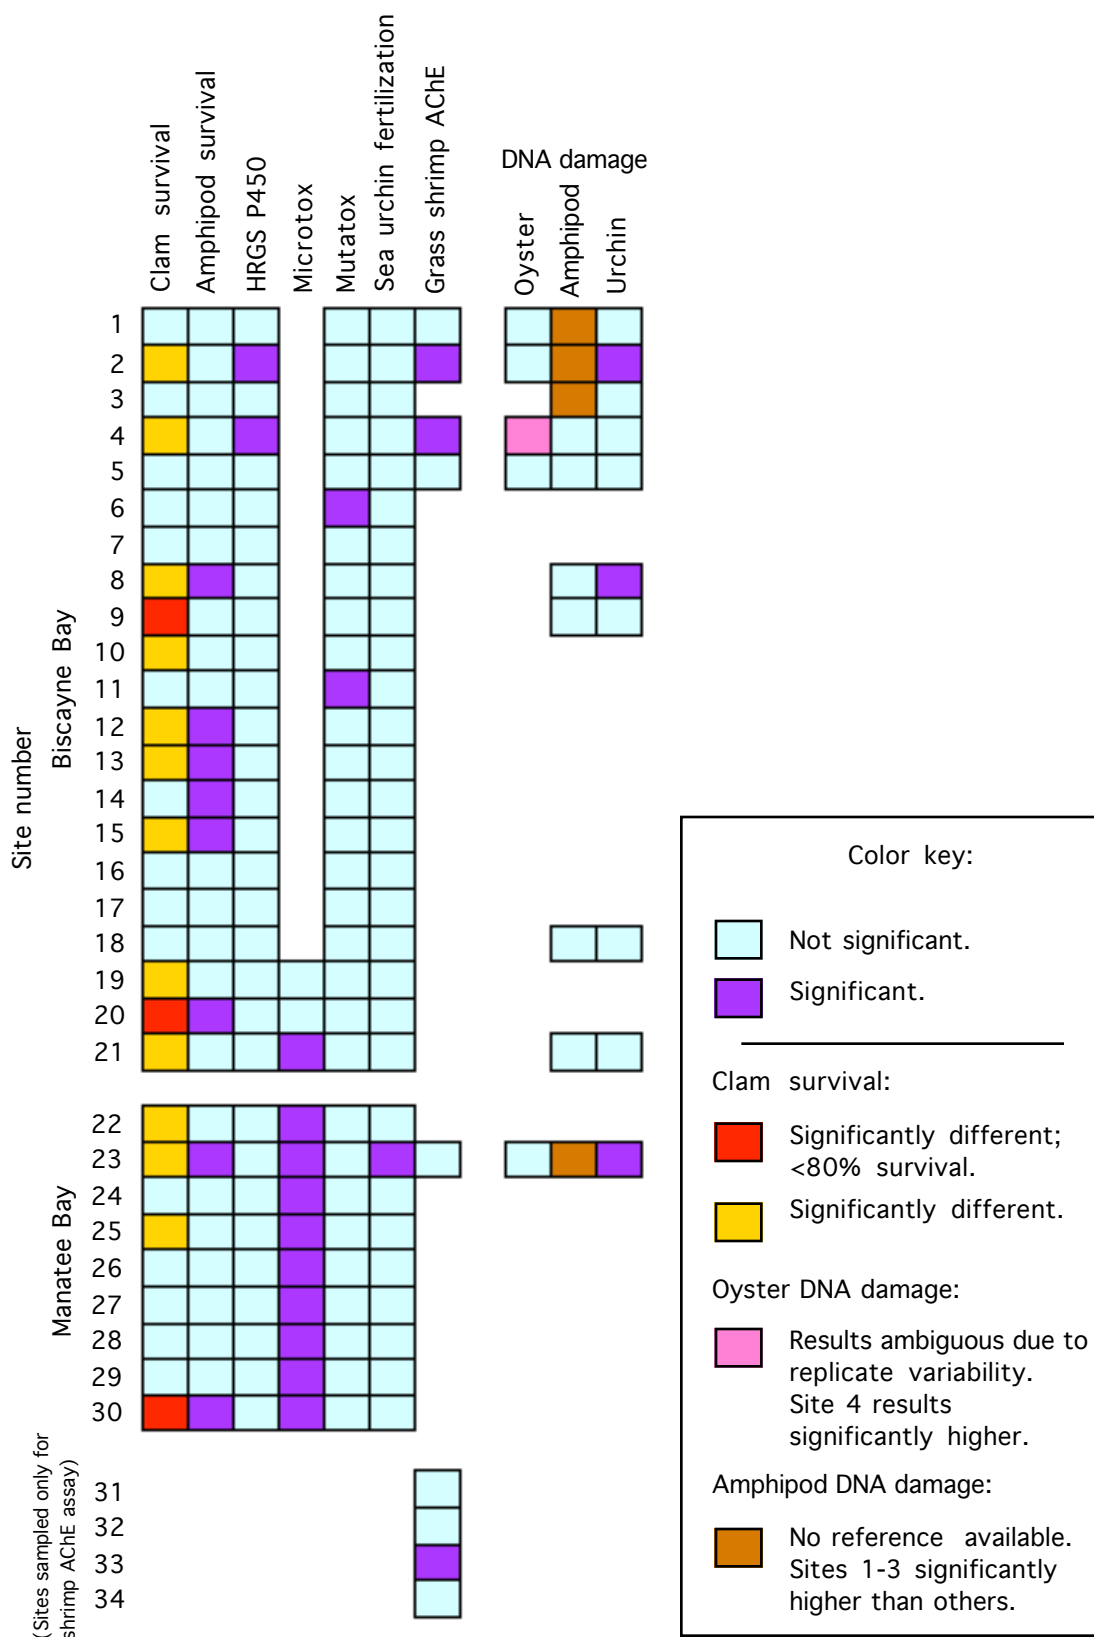 Clam survival
Amphipod survival
HRGS P450
Microtox
Mutatox
Sea urchin fertilization
Grass shrimp AChE
DNA damage
Oyster
Amphipod
Urchin
Site number
Biscayne Bay
1
2
3
4
5
6
7
8
9
10
11
12
13
14
15
16
17
18
19
20
21
Manatee Bay
22
23
24
25
26
27
28
29
30
(Sites sampled only for
shrimp AChE assay)
31
32
33
34
Color key:
Not significant.
Significant.
Clam survival:
Significantly different;
<80% survival.
Significantly different.
Oyster DNA damage:
Results ambiguous due to
replicate variability.
Site 4 results
significantly higher.
Amphipod DNA damage:
No reference available.
Sites 1-3 significantly
higher than others.